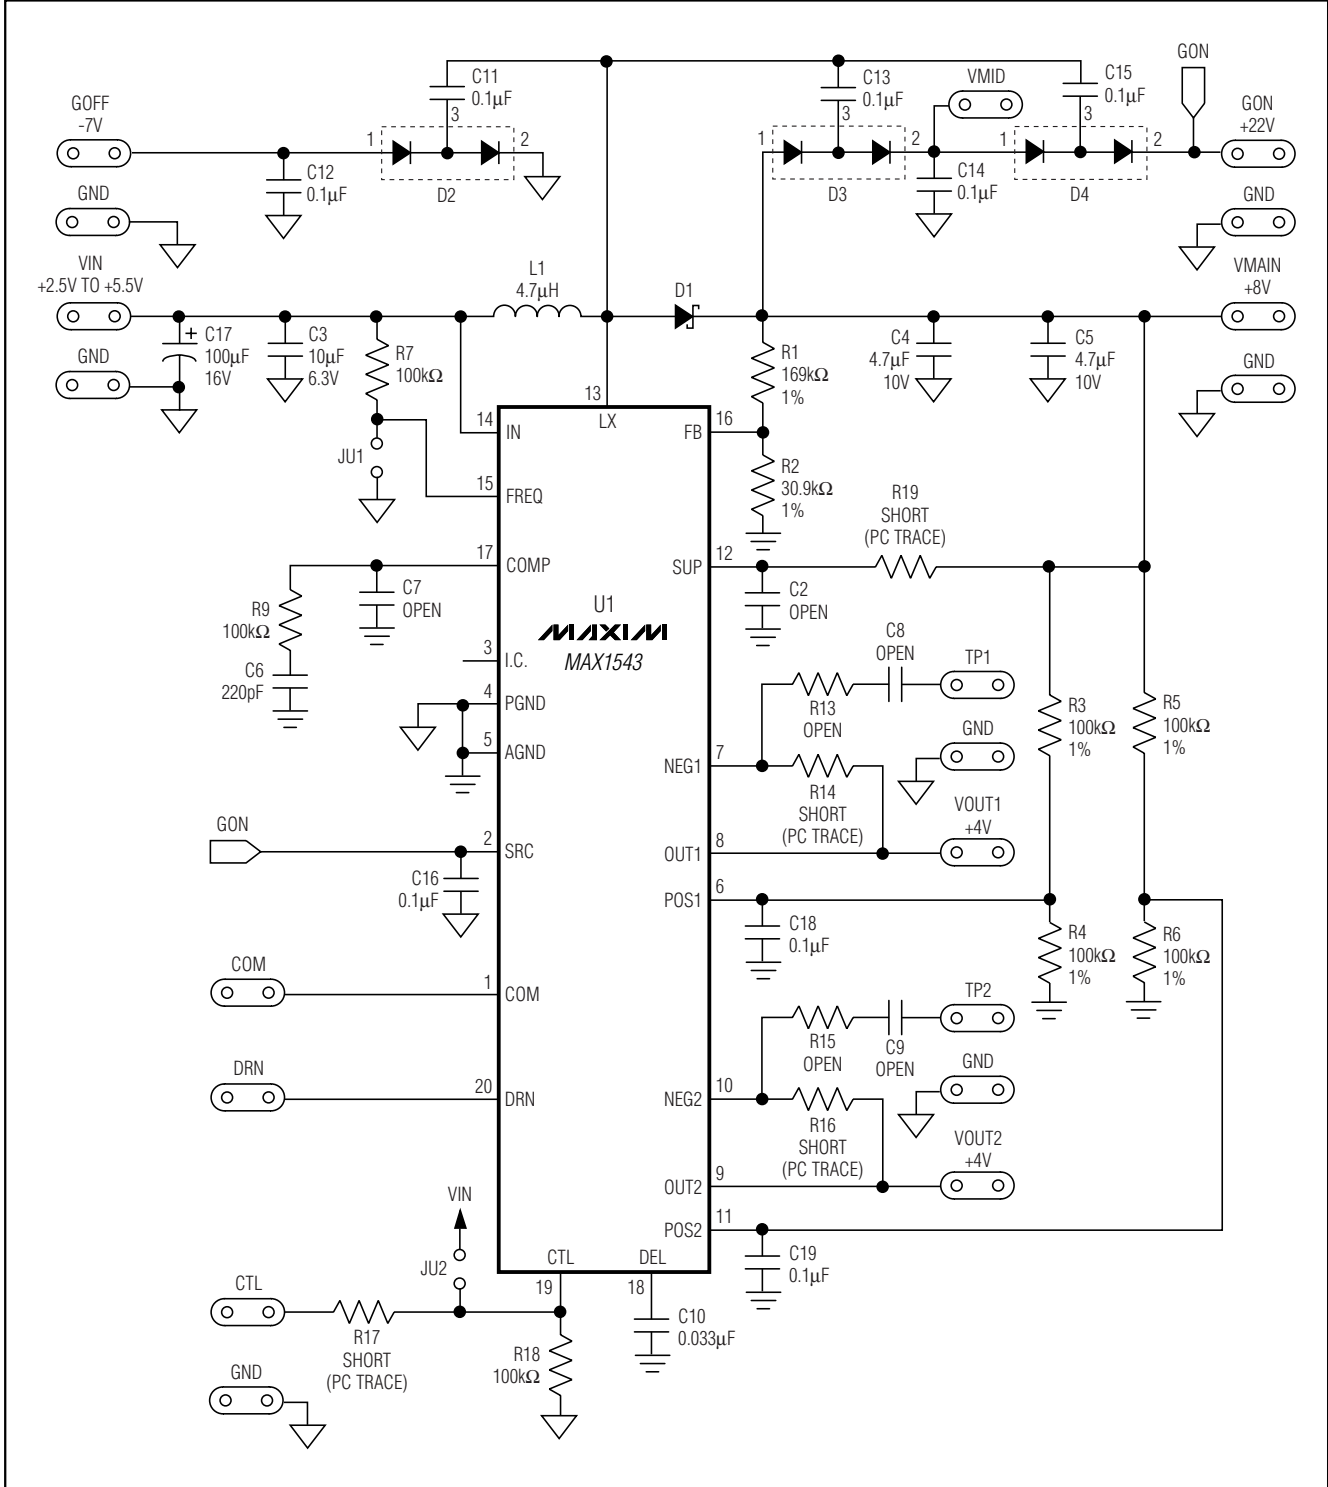 C11
0.1μF
3
C13
0.1μF
3
VMID
C15
0.1μF
3
GON
GOFF
-7V
1
2
D2
C12
0.1μF
1
2
D3
C14
0.1μF
1
2
D4
GON
+22V
GND
GND
VIN
+2.5V TO +5.5V
L1
4.7μH
D1
VMAIN
+8V
+
C17
100μF
16V
C3
10μF
6.3V
R7
100kΩ
GND
R1
169kΩ
1%
C4
4.7μF
10V
C5
4.7μF
10V
GND
13
LX
14
IN
FB
16
JU1
15
FREQ
R2
30.9kΩ
1%
R19
SHORT
(PC TRACE)
17
COMP
SUP
12
C7
OPEN
R9
100kΩ
C6
220pF
C2
OPEN
U1
MAXIM
MAX1543
3
I.C.
4
PGND
5
AGND
C8
OPEN
TP1
R13
OPEN
GND
NEG1
7
R14
SHORT
(PC TRACE)
VOUT1
+4V
OUT1
8
R3
100kΩ
1%
R5
100kΩ
1%
GON
2
SRC
C16
0.1μF
POS1
6
C18
0.1μF
R4
100kΩ
1%
R6
100kΩ
1%
COM
1
COM
TP2
R15
OPEN
C9
OPEN
DRN
20
DRN
NEG2
10
GND
R16
SHORT
(PC TRACE)
VOUT2
+4V
OUT2
9
POS2
11
C19
0.1μF
VIN
JU2
CTL
DEL
19
18
CTL
R17
SHORT
(PC TRACE)
R18
100kΩ
C10
0.033μF
GND